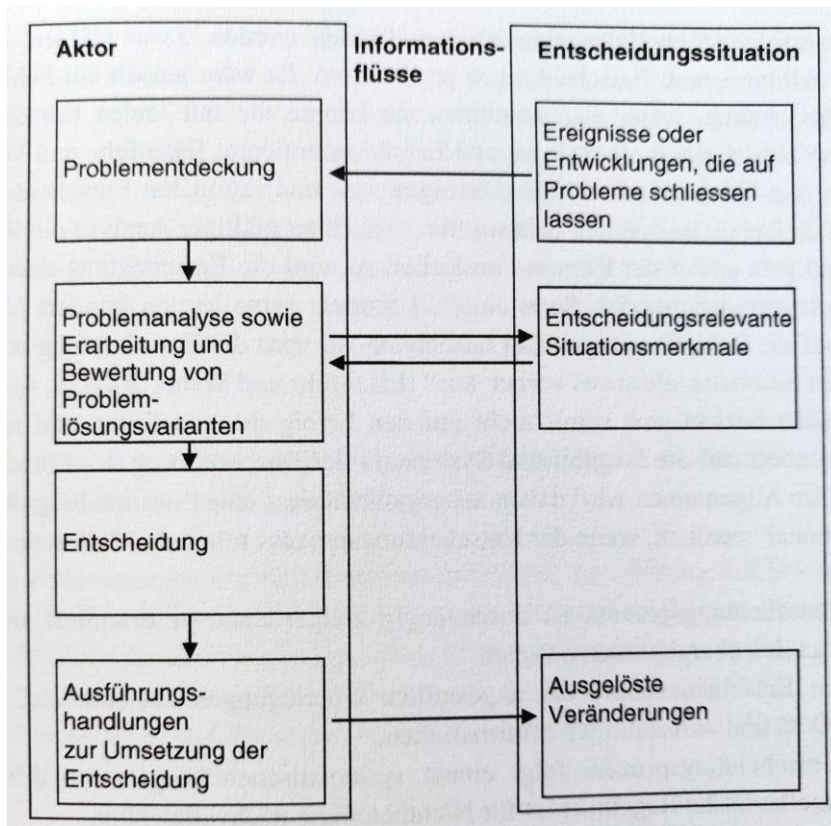 Aktor
Informations-
flüsse
Entscheidungssituation
Problementdeckung
Ereignisse oder
Entwicklungen, die auf
Probleme schliessen
lassen
Problemanalyse sowie
Erarbeitung und
Bewertung von
Problem-
lösungsvarianten
Entscheidungsrelevante
Situationsmerkmale
Entscheidung
Ausführungs-
handlungen
zur Umsetzung der
Entscheidung
Ausgelöste
Veränderungen